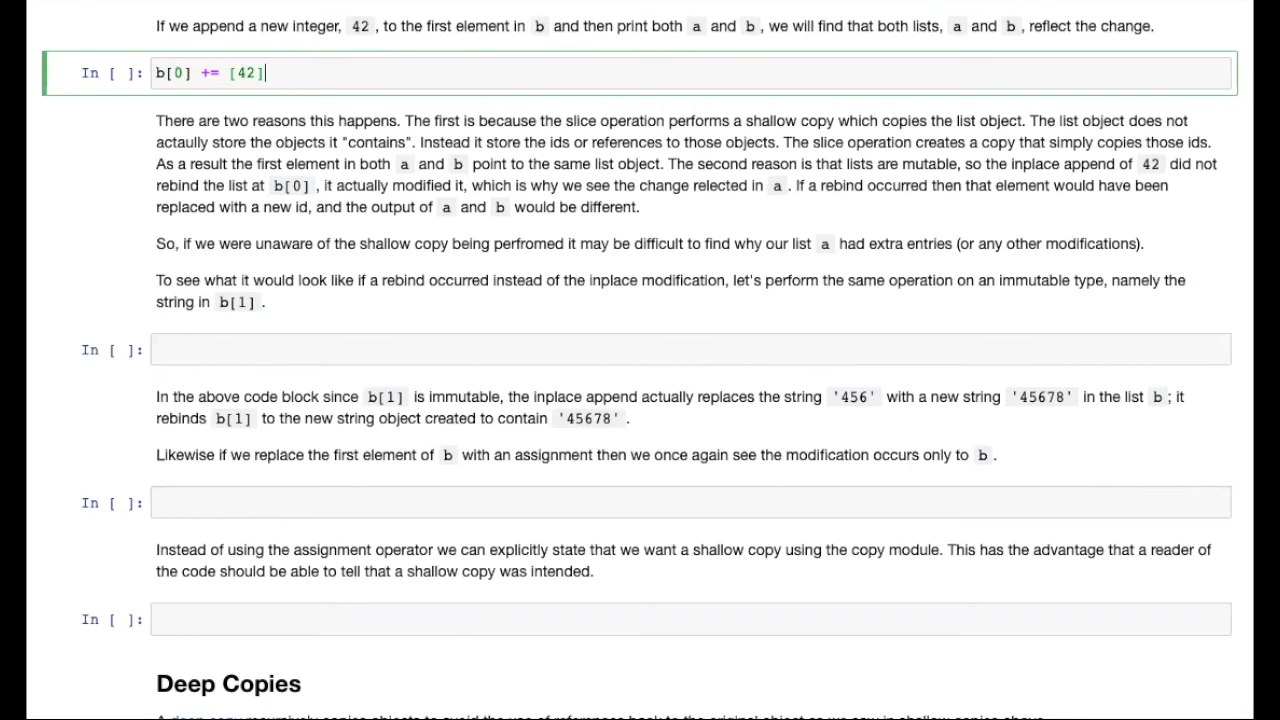 If we append a new integer, 42 , to the first element in b and then print both a and b , we will find that both lists, a and b , reflect the change.
In [ ]: b[0] += [42]
There are two reasons this happens. The first is because the slice operation performs a shallow copy which copies the list object. The list object does not
actaully store the objects it "contains". Instead it store the ids or references to those objects. The slice operation creates a copy that simply copies those ids.
As a result the first element in both a and b point to the same list object. The second reason is that lists are mutable, so the inplace append of 42 did not
rebind the list at b[0] , it actually modified it, which is why we see the change relected in a . If a rebind occurred then that element would have been
replaced with a new id, and the output of a and b would be different.
So, if we were unaware of the shallow copy being perfromed it may be difficult to find why our list a had extra entries (or any other modifications).
To see what it would look like if a rebind occurred instead of the inplace modification, let's perform the same operation on an immutable type, namely the
string in b[1] .
In [ ]:
In the above code block since b[1] is immutable, the inplace append actually replaces the string '456' with a new string '45678' in the list b ; it
rebinds b[1] to the new string object created to contain '45678' .
Likewise if we replace the first element of b with an assignment then we once again see the modification occurs only to b .
In [ ]:
Instead of using the assignment operator we can explicitly state that we want a shallow copy using the copy module. This has the advantage that a reader of
the code should be able to tell that a shallow copy was intended.
In [ ]:
Deep Copies